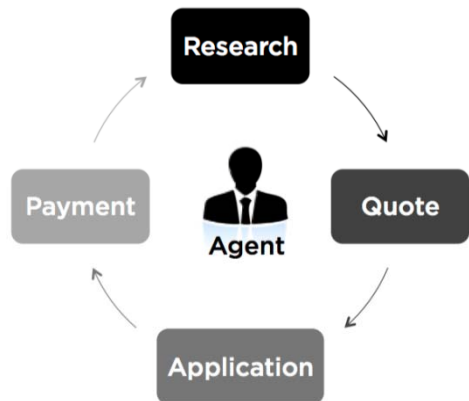 Research
Payment
Quote
Agent
Application